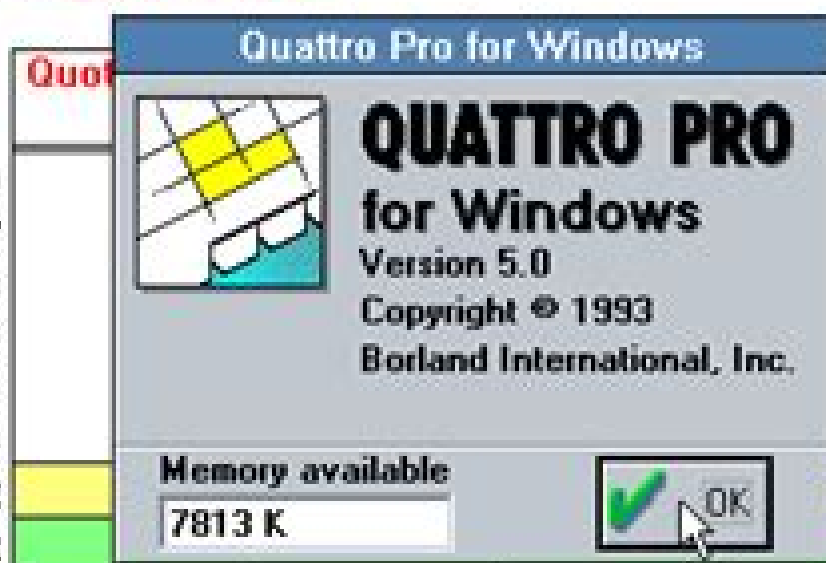 Quattro Pro for Windows
Quot
QUATTRO PRO
for Windows
Version 5.0
Copyright © 1993
Borland International, Inc.
Memory available
7813 K
OK